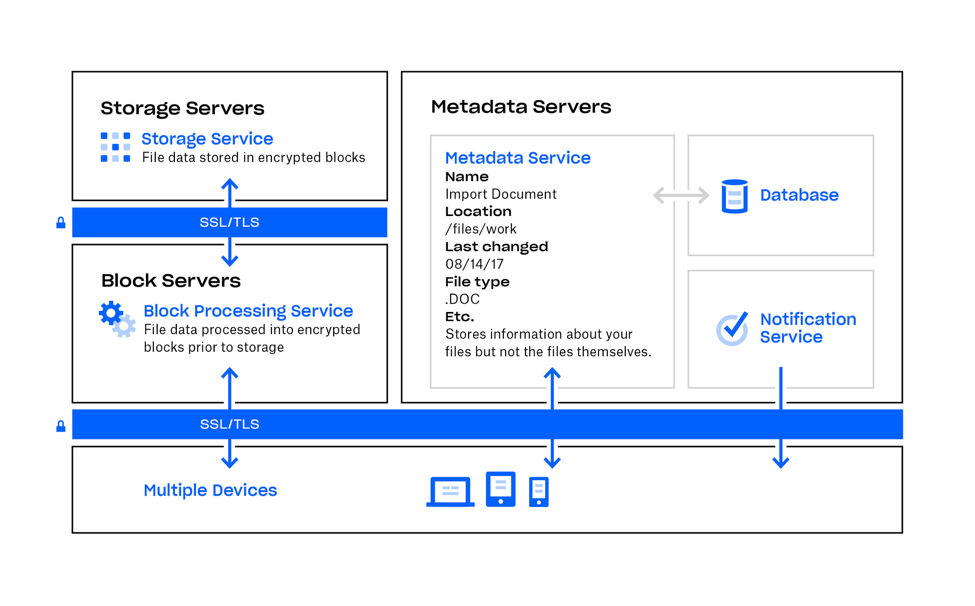 Storage Servers
Storage Service
File data stored in encrypted blocks
SSL/TLS
Block Servers
Block Processing Service
File data processed into encrypted
blocks prior to storage
Metadata Servers
Metadata Service
Name
Import Document
Location
/files/work
Last changed
08/14/17
File type
.DOC
Etc.
Stores information about your
files but not the files themselves.
Database
Notification
Service
SSL/TLS
Multiple Devices